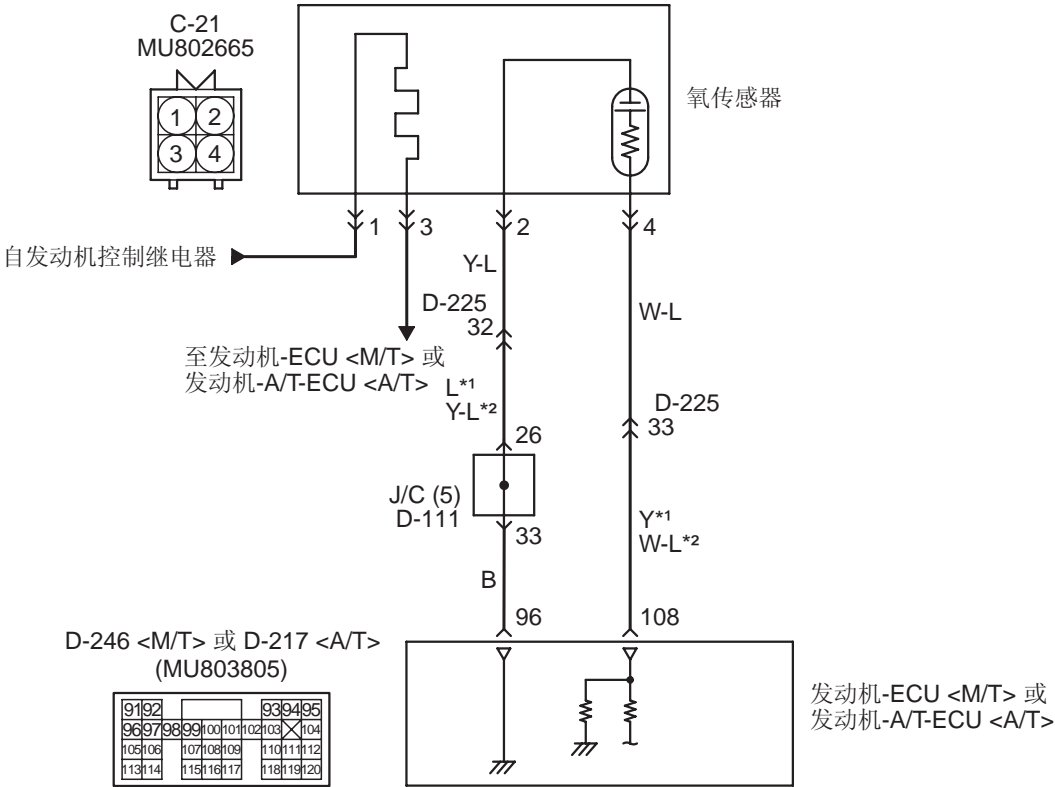 C-21
MU802665
1 2
3 4
氧传感器
1
3
2
4
自发动机控制继电器
Y-L
D-225
32
W-L
至发动机-ECU <M/T> 或
发动机-A/T-ECU <A/T>
L*¹
Y-L*²
D-225
33
26
J/C (5)
D-111
33
Y*¹
W-L*²
B
96
108
D-246 <M/T> 或 D-217 <A/T>
(MU803805)
91 92 93 94 95
96 97 98 99 100 101 102 103 104
105 106 107 108 109 110 111 112
113 114 115 116 117 118 119 120
发动机-ECU <M/T> 或
发动机-A/T-ECU <A/T>